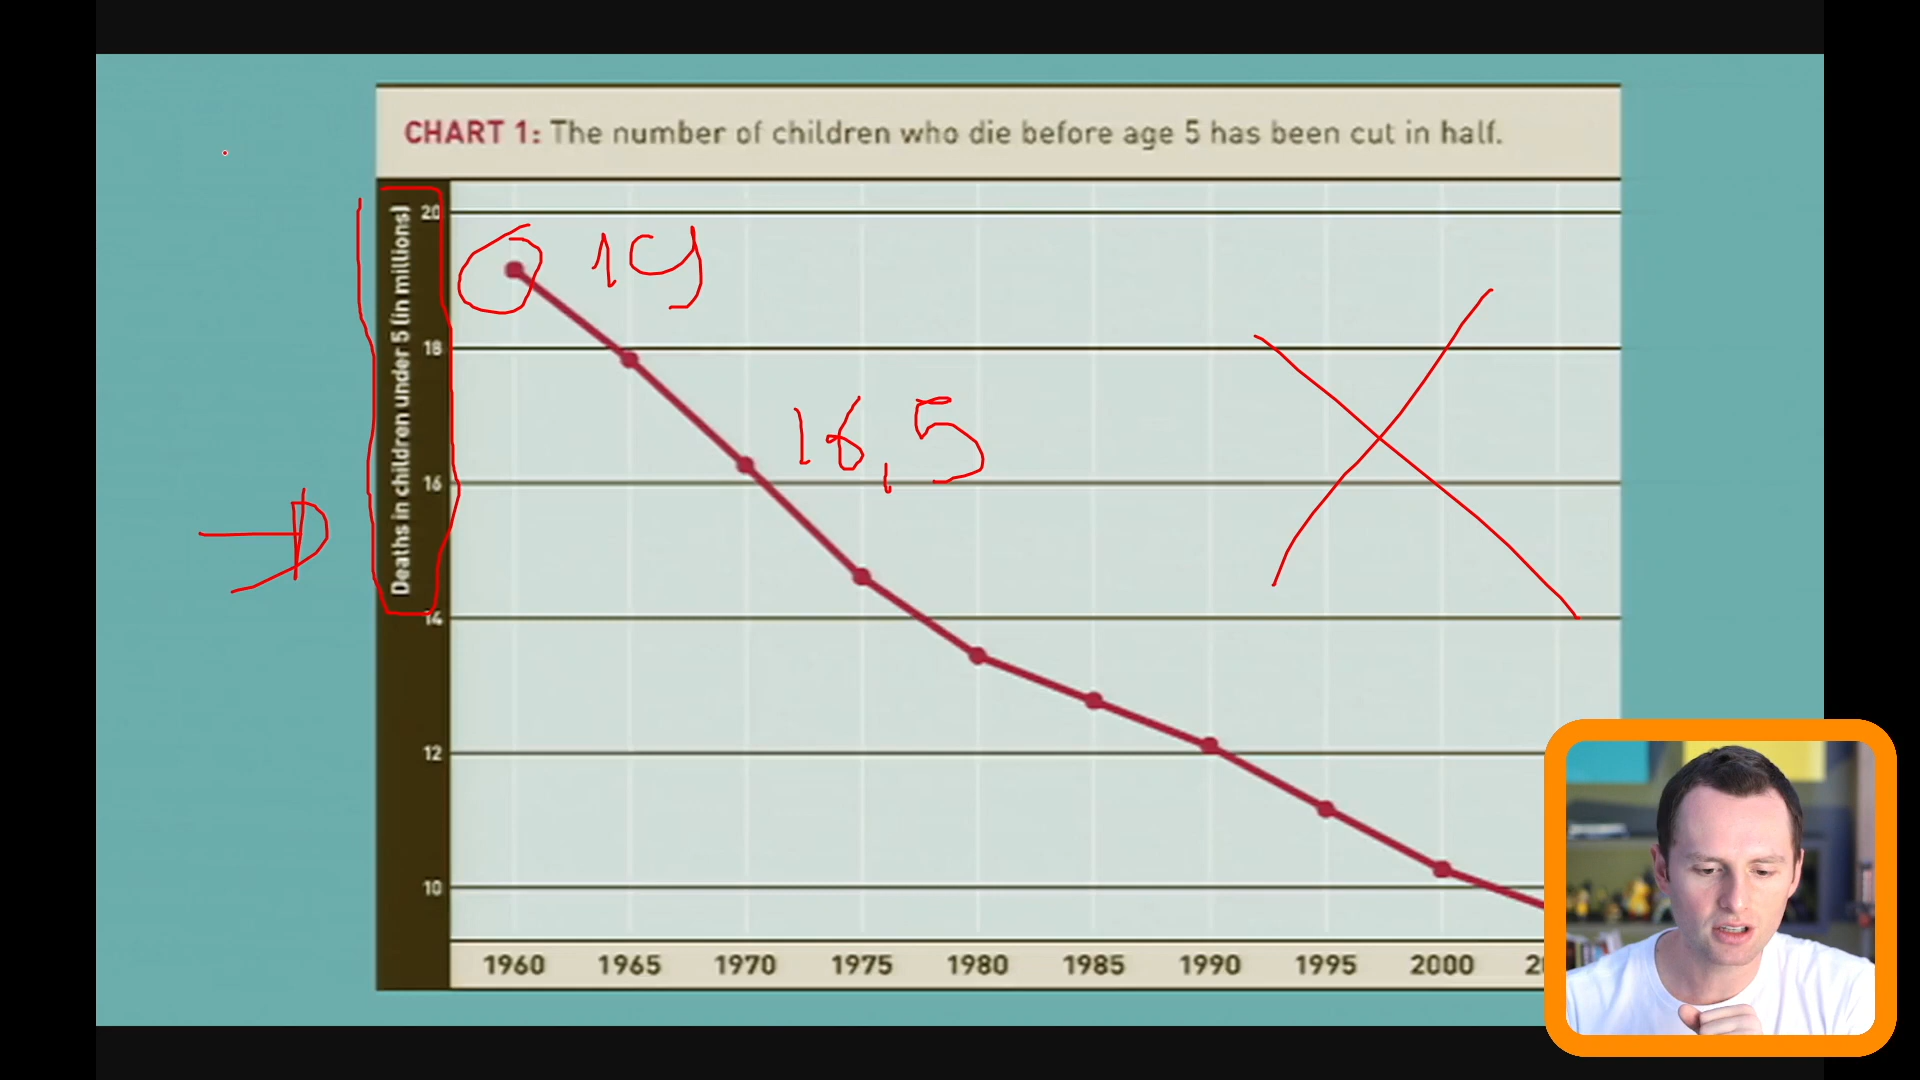 CHART 1: The number of children who die before age 5 has been cut in half.
Deaths in children under 5 (in millions)
20
18
16
14
12
10
19
16,5
1960 1965 1970 1975 1980 1985 1990 1995 2000